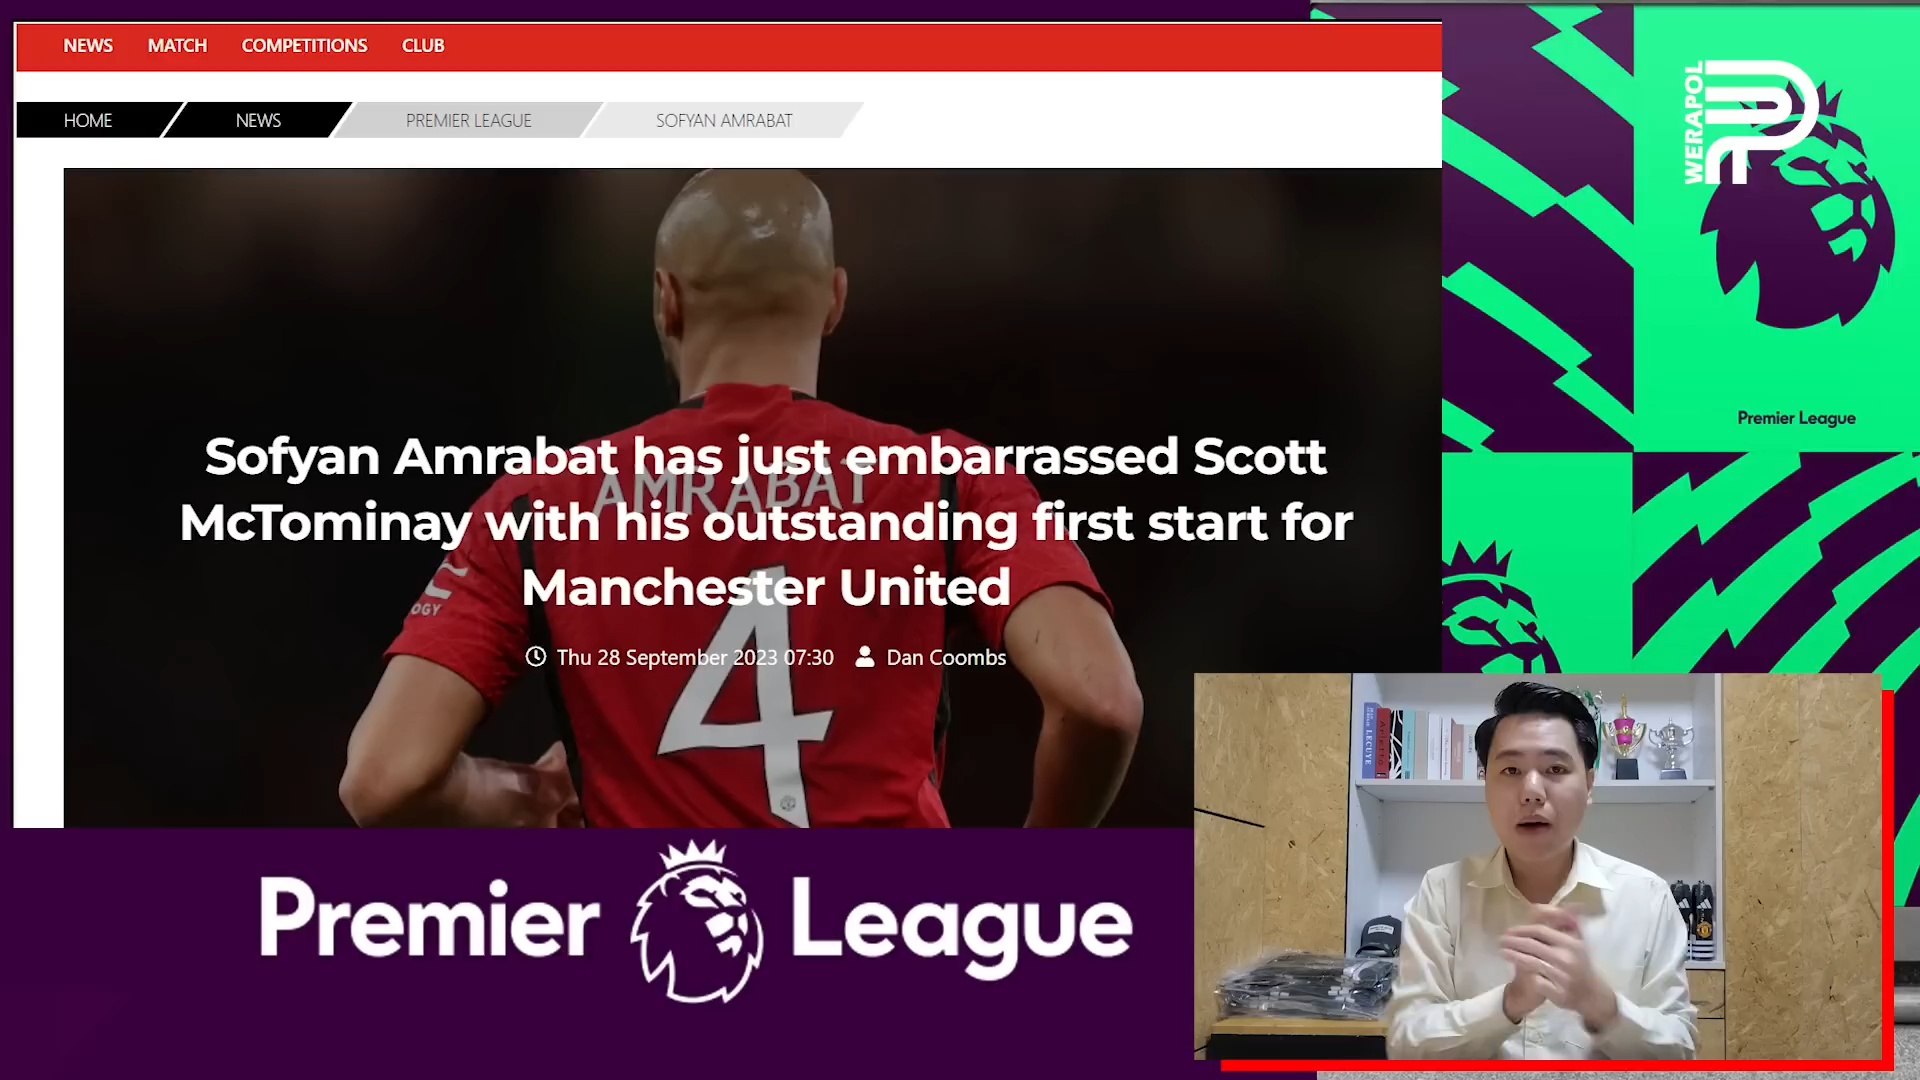 NEWS MATCH COMPETITIONS CLUB
HOME NEWS PREMIER LEAGUE SOFYAN AMRABAT
WERAPOL
Premier League
AMRABAT
Sofyan Amrabat has just embarrassed Scott
McTominay with his outstanding first start for
Manchester United
OGY
Thu 28 September 2023 07:30 Dan Coombs
4
Premier League
LECUYE